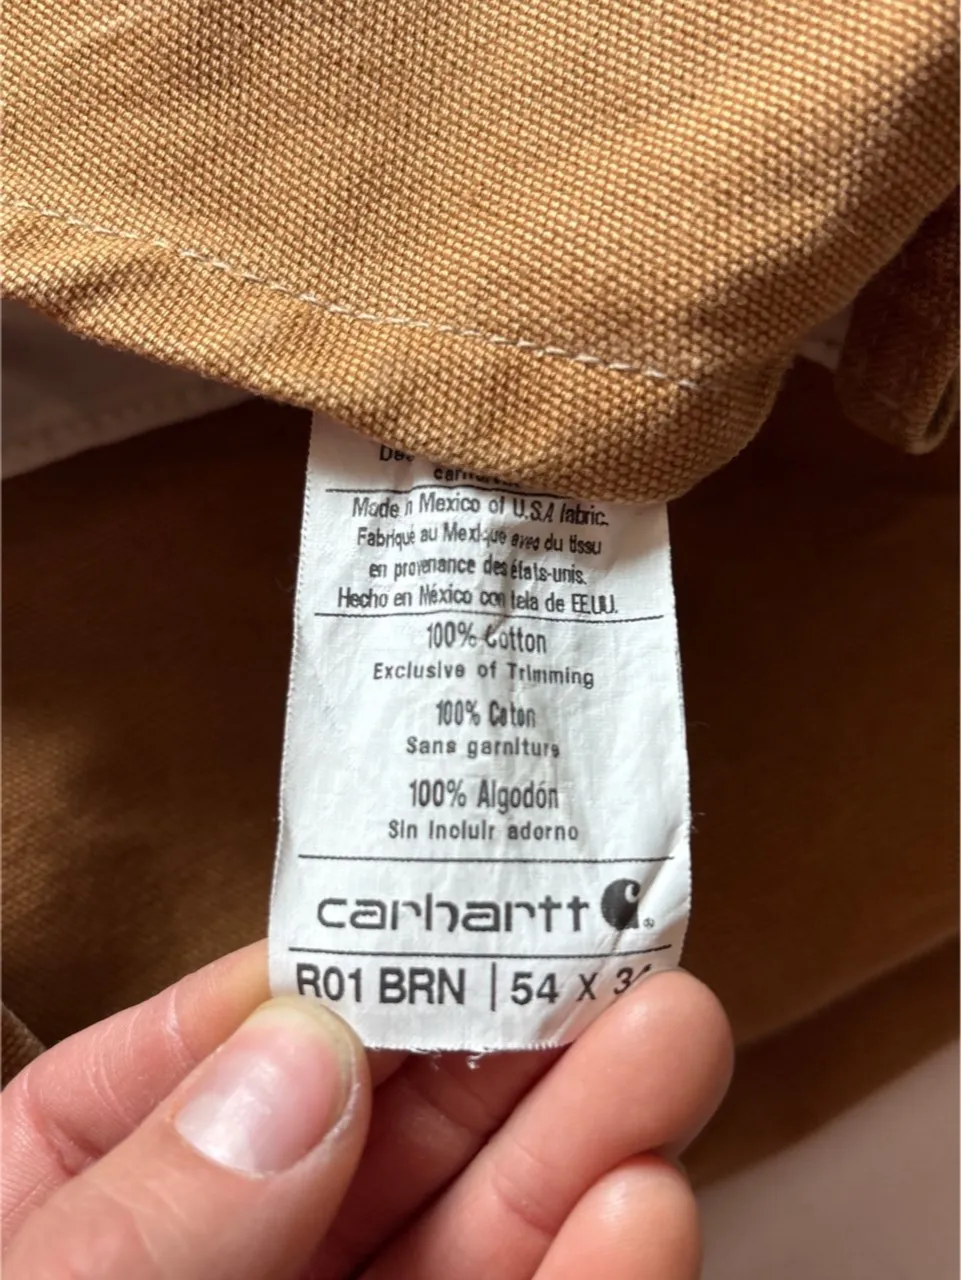 Made in Mexico of U.S.A fabric.
Fabriqué au Mexique avec du tissu
en provenance des états-unis.
Hecho en México con tela de EE.UU.
100% Cotton
Exclusive of Trimming
100% Coton
Sans garniture
100% Algodón
Sin incluir adorno
carhartt
R01 BRN | 54 X